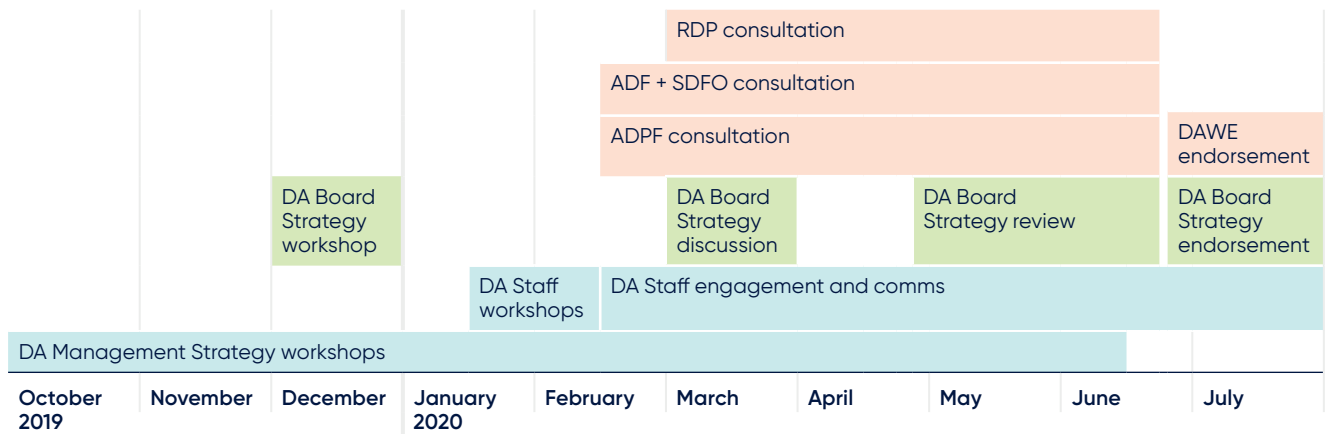 RDP consultation
ADF + SDFO consultation
ADPF consultation
DAWE
endorsement
DA Board
Strategy
workshop
DA Board
Strategy
discussion
DA Board
Strategy review
DA Board
Strategy
endorsement
DA Staff
workshops
DA Staff engagement and comms
DA Management Strategy workshops
October
2019
November
December
January
2020
February
March
April
May
June
July